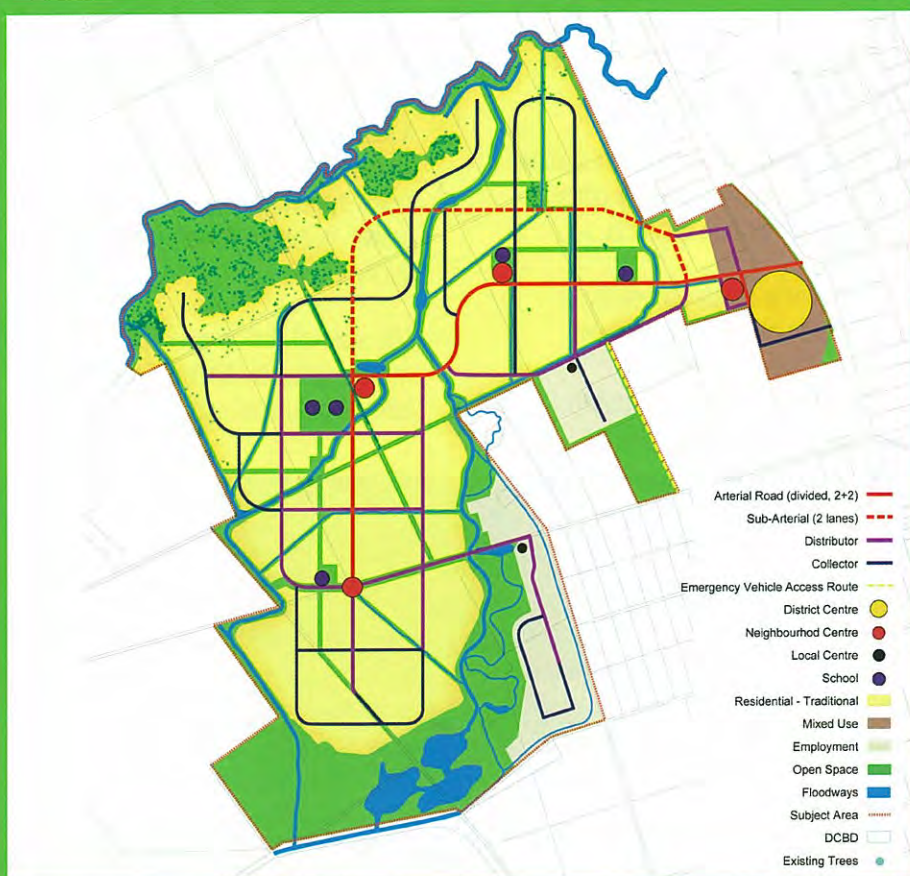 Arterial Road (divided, 2+2)
Sub-Arterial (2 lanes)
Distributor
Collector
Emergency Vehicle Access Route
District Centre
Neighbourhod Centre
Local Centre
School
Residential - Traditional
Mixed Use
Employment
Open Space
Floodways
Subject Area
DCBD
Existing Trees